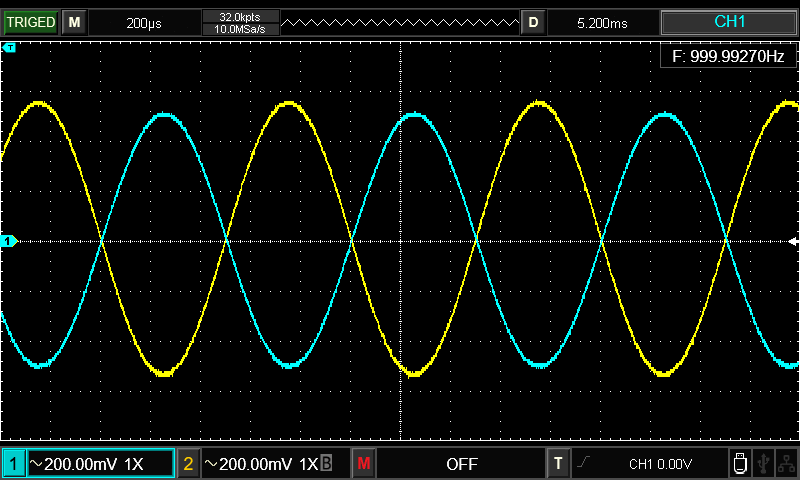 TRIGED M 200μs 32.0kpts D 5.200ms CH1
10.0MSa/s
T
F: 999.99270Hz
1
1 ~200.00mV 1X 2 ~200.00mV 1X B M OFF T CH1 0.00V